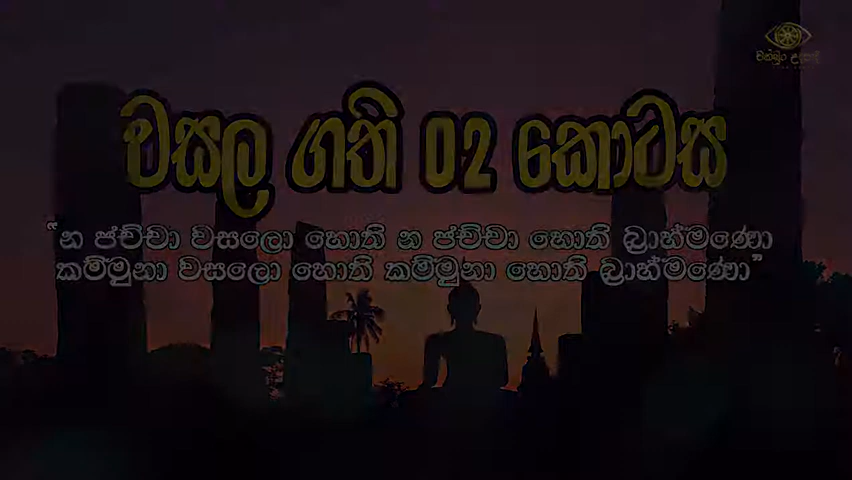 වසල ගති 02 කොටස
"න ජච්චා වසලො හොති න ජච්චා හොති බ්‍රාහ්මණො
කම්මුනා වසලො හොති කම්මුනා හොති බ්‍රාහ්මණො"